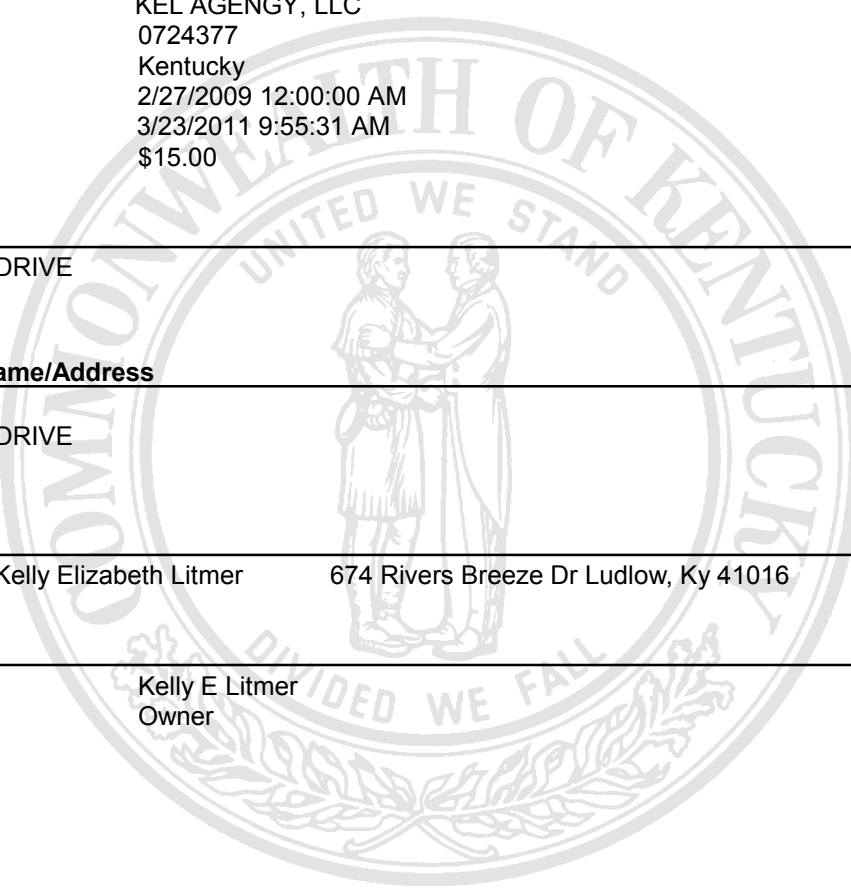 KEL AGENGY, LLC
0724377
Kentucky
2/27/2009 12:00:00 AM
3/23/2011 9:55:31 AM
$15.00
DRIVE
ame/Address
DRIVE
Kelly Elizabeth Litmer 674 Rivers Breeze Dr Ludlow, Ky 41016
Kelly E Litmer
Owner
COMMONWEALTH OF KENTUCKY
UNITED WE STAND
DIVIDED WE FALL